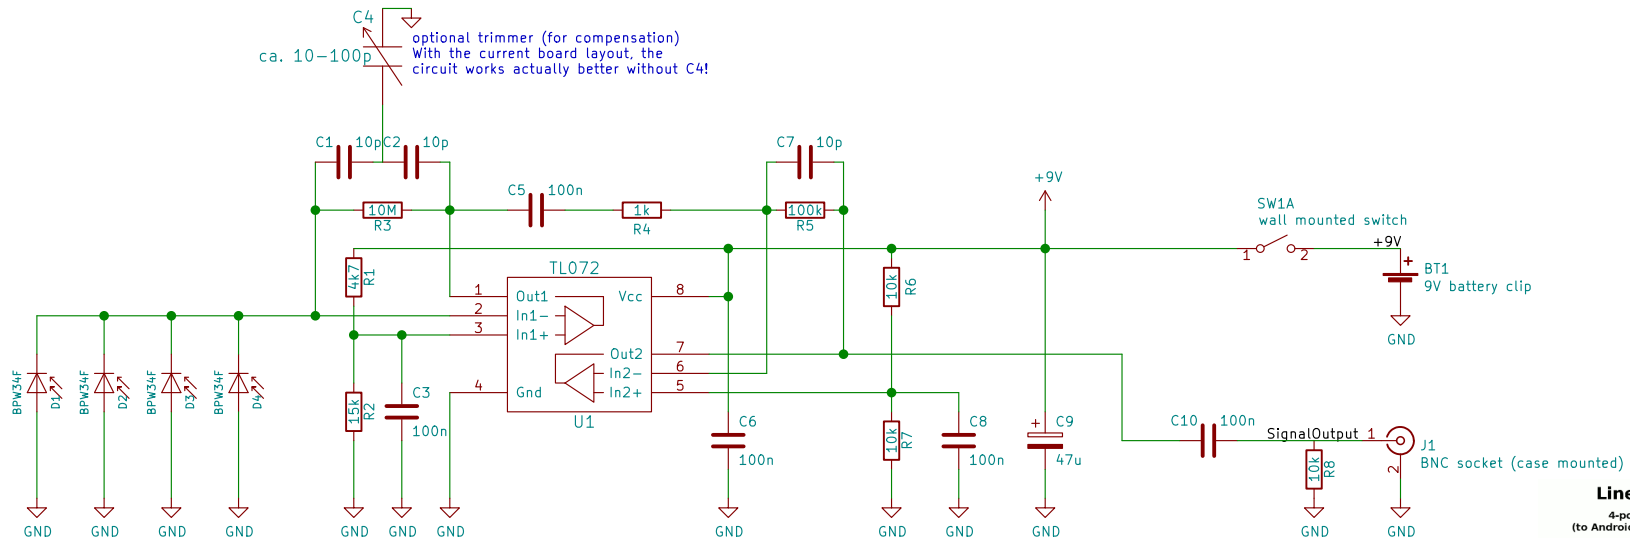 C4
ca. 10-100p
optional trimmer (for compensation)
With the current board layout, the
circuit works actually better without C4!
C1 10p
C2 10p
C7 10p
C5 100n
10M
R3
1k
R4
100k
R5
+9V
SW1A
wall mounted switch
1 2
+9V
+
BT1
9V battery clip
GND
4k7
R1
TL072
1 Out1
2 In1-
3 In1+
4 Gnd
Vcc 8
Out2 7
In2- 6
In2+ 5
U1
10k
R6
BPW34F
D1
BPW34F
D2
BPW34F
D3
BPW34F
D4
15k
R2
C3
100n
C6
100n
10k
R7
C8
100n
+
C9
47u
C10 100n
SignalOutput 1
2
J1
BNC socket (case mounted)
10k
R8
GND GND GND GND GND GND GND GND GND GND GND GND GND
Line
4-po
(to Androi